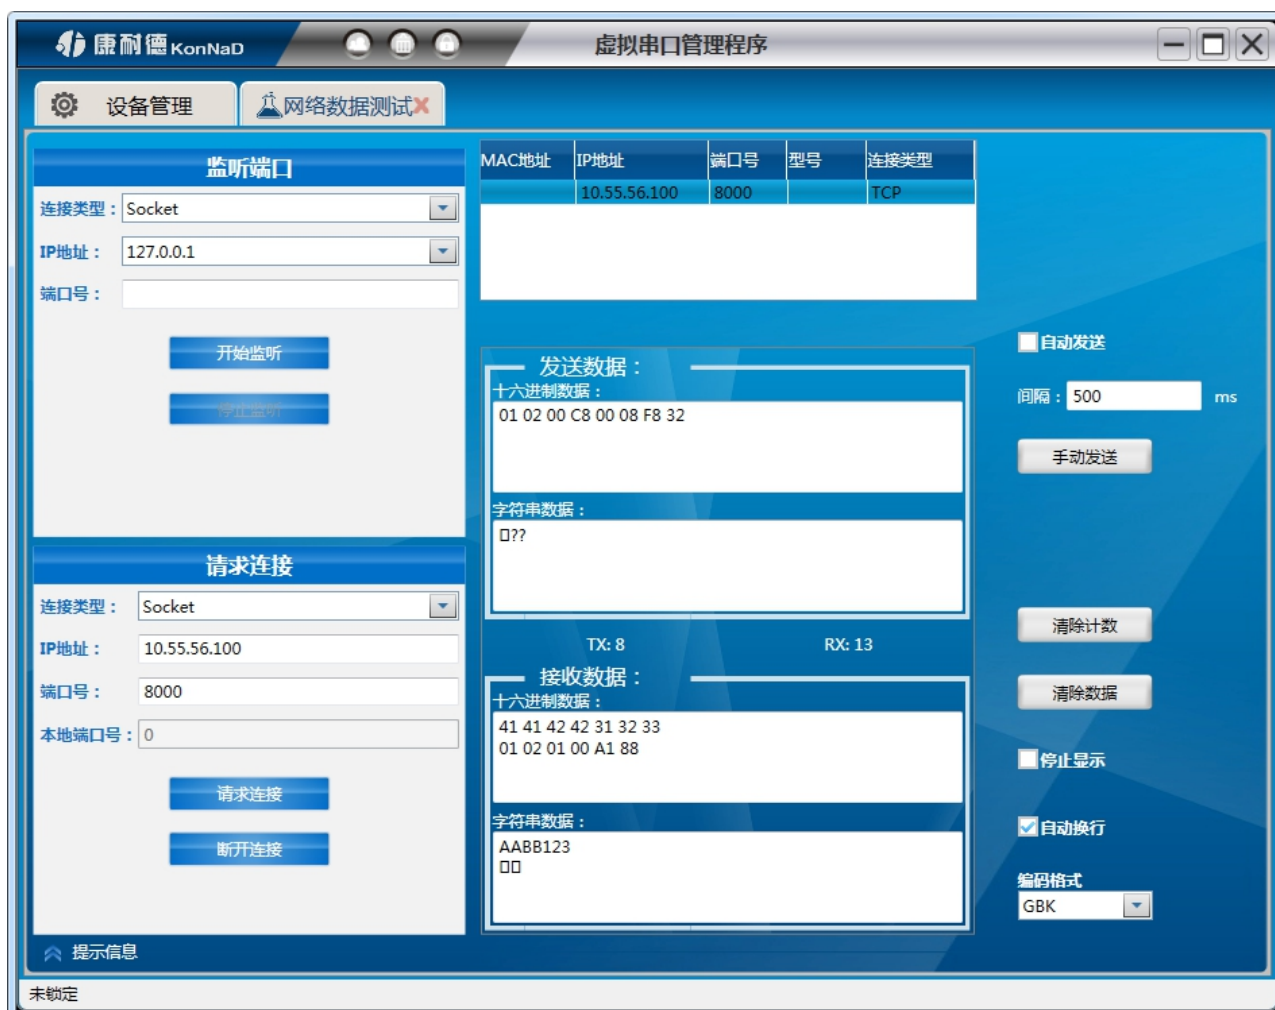 康耐德 KonNaD
虚拟串口管理程序
设备管理
网络数据测试
监听端口
连接类型：Socket
IP地址：127.0.0.1
端口号：
开始监听
停止监听
请求连接
连接类型：Socket
IP地址：10.55.56.100
端口号：8000
本地端口号：0
请求连接
断开连接
MAC地址 IP地址 端口号 型号 连接类型
10.55.56.100 8000 TCP
发送数据：
十六进制数据：
01 02 00 C8 00 08 F8 32
字符串数据：
▯??
TX: 8 RX: 13
接收数据：
十六进制数据：
41 41 42 42 31 32 33
01 02 01 00 A1 88
字符串数据：
AABB123
▯▯
自动发送
间隔：500 ms
手动发送
清除计数
清除数据
停止显示
自动换行
编码格式
GBK
提示信息
未锁定